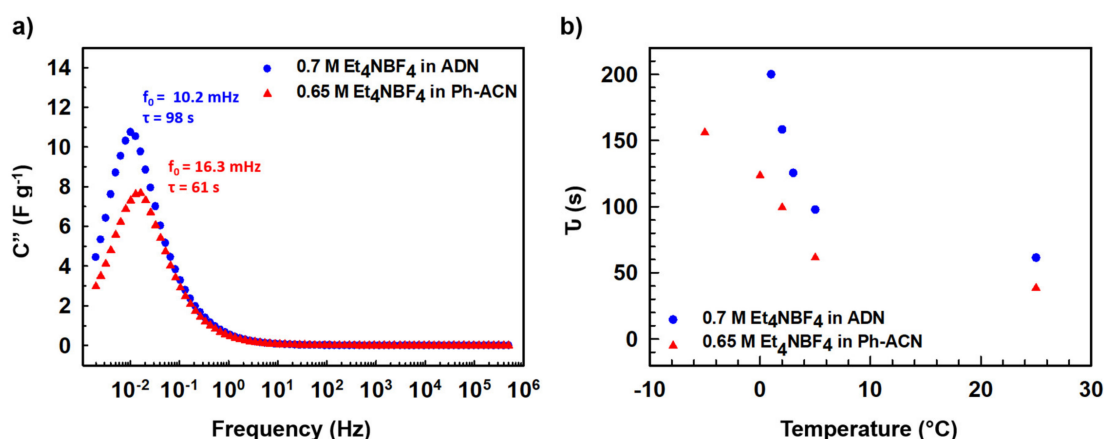 a)
14
12
10
8
6
4
2
0
C” (F g⁻¹)
10⁻² 10⁻¹ 10⁰ 10¹ 10² 10³ 10⁴ 10⁵ 10⁶
Frequency (Hz)
0.7 M Et₄NBF₄ in ADN
0.65 M Et₄NBF₄ in Ph-ACN
f₀ = 10.2 mHz
τ = 98 s
f₀ = 16.3 mHz
τ = 61 s
b)
200
150
100
50
0
τ (s)
0.7 M Et₄NBF₄ in ADN
0.65 M Et₄NBF₄ in Ph-ACN
-10 0 10 20 30
Temperature (°C)